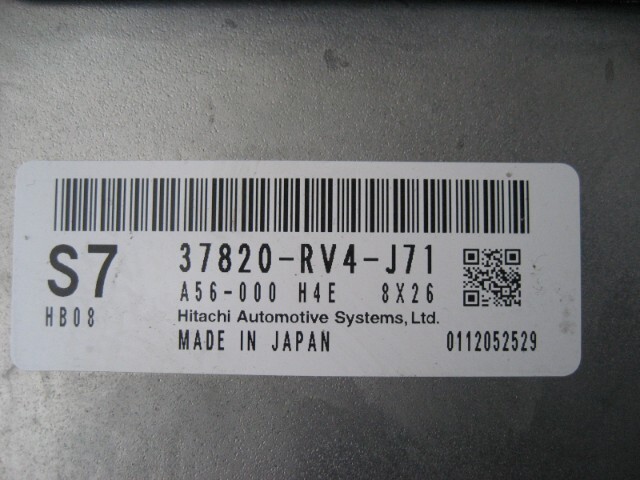 S7
37820-RV4-J71
A56-000 H4E 8X26
HB08
Hitachi Automotive Systems, Ltd.
MADE IN JAPAN
0112052529